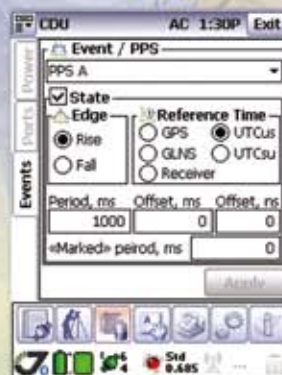 CDU AC 1:30P Exit
Event / PPS
PPS A
State
Edge
Rise
Fall
Reference Time
GPS UTCus
GLNS UTCsu
Receiver
Power
Ports
Events
Period, ms Offset, ms Offset, ns
1000 0 0
«Marked» peirod, ms 0
Apply
+6
4
Std
0.685
...